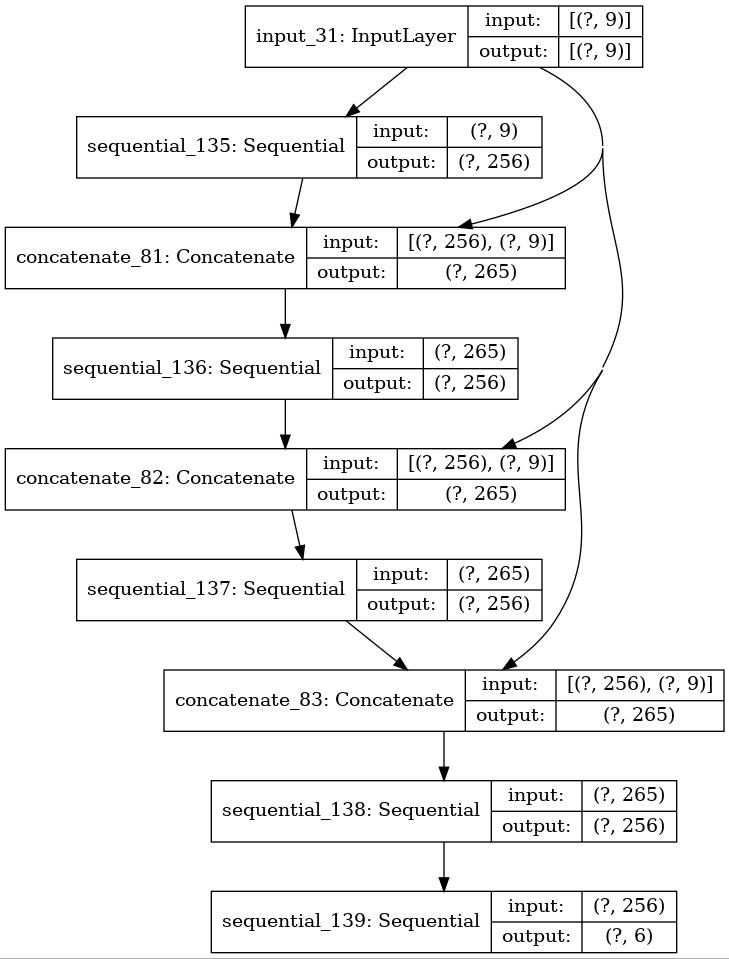 input_31: InputLayer
input: [(?, 9)]
output: [(?, 9)]
sequential_135: Sequential
input: (?, 9)
output: (?, 256)
concatenate_81: Concatenate
input: [(?, 256), (?, 9)]
output: (?, 265)
sequential_136: Sequential
input: (?, 265)
output: (?, 256)
concatenate_82: Concatenate
input: [(?, 256), (?, 9)]
output: (?, 265)
sequential_137: Sequential
input: (?, 265)
output: (?, 256)
concatenate_83: Concatenate
input: [(?, 256), (?, 9)]
output: (?, 265)
sequential_138: Sequential
input: (?, 265)
output: (?, 256)
sequential_139: Sequential
input: (?, 256)
output: (?, 6)